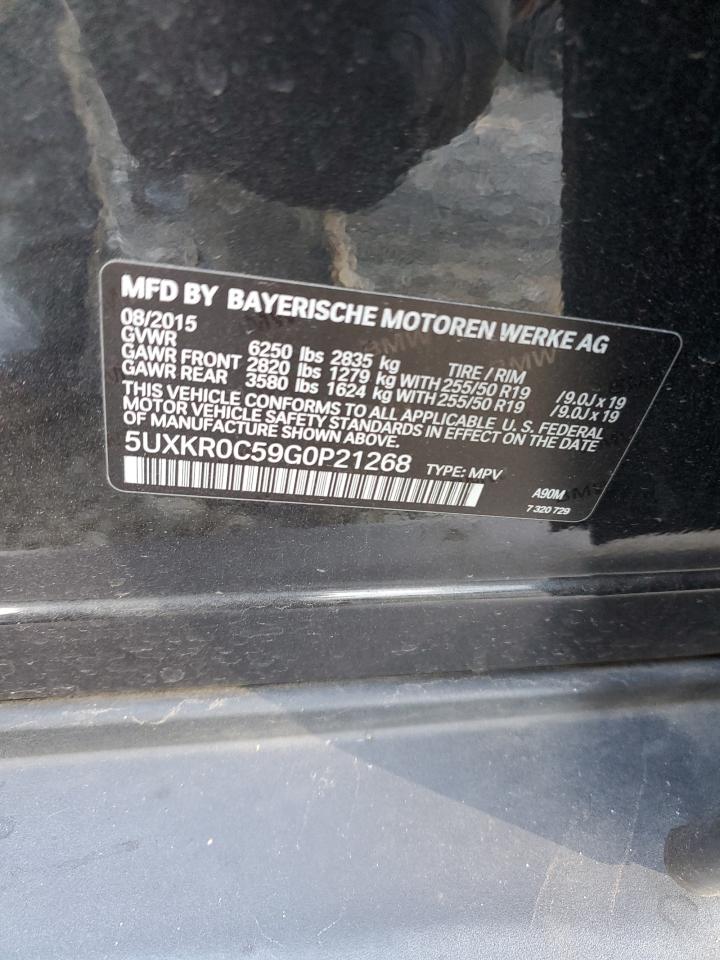 MFD BY BAYERISCHE MOTOREN WERKE AG
08/2015
GVWR 6250 lbs 2835 kg TIRE / RIM
GAWR FRONT 2820 lbs 1279 kg WITH 255/50 R19 /9.0J x 19
GAWR REAR 3580 lbs 1624 kg WITH 255/50 R19 /9.0J x 19
THIS VEHICLE CONFORMS TO ALL APPLICABLE U.S. FEDERAL
MOTOR VEHICLE SAFETY STANDARDS IN EFFECT ON THE DATE
OF MANUFACTURE SHOWN ABOVE.
5UXKR0C59G0P21268 TYPE: MPV
A90M
7 320 729